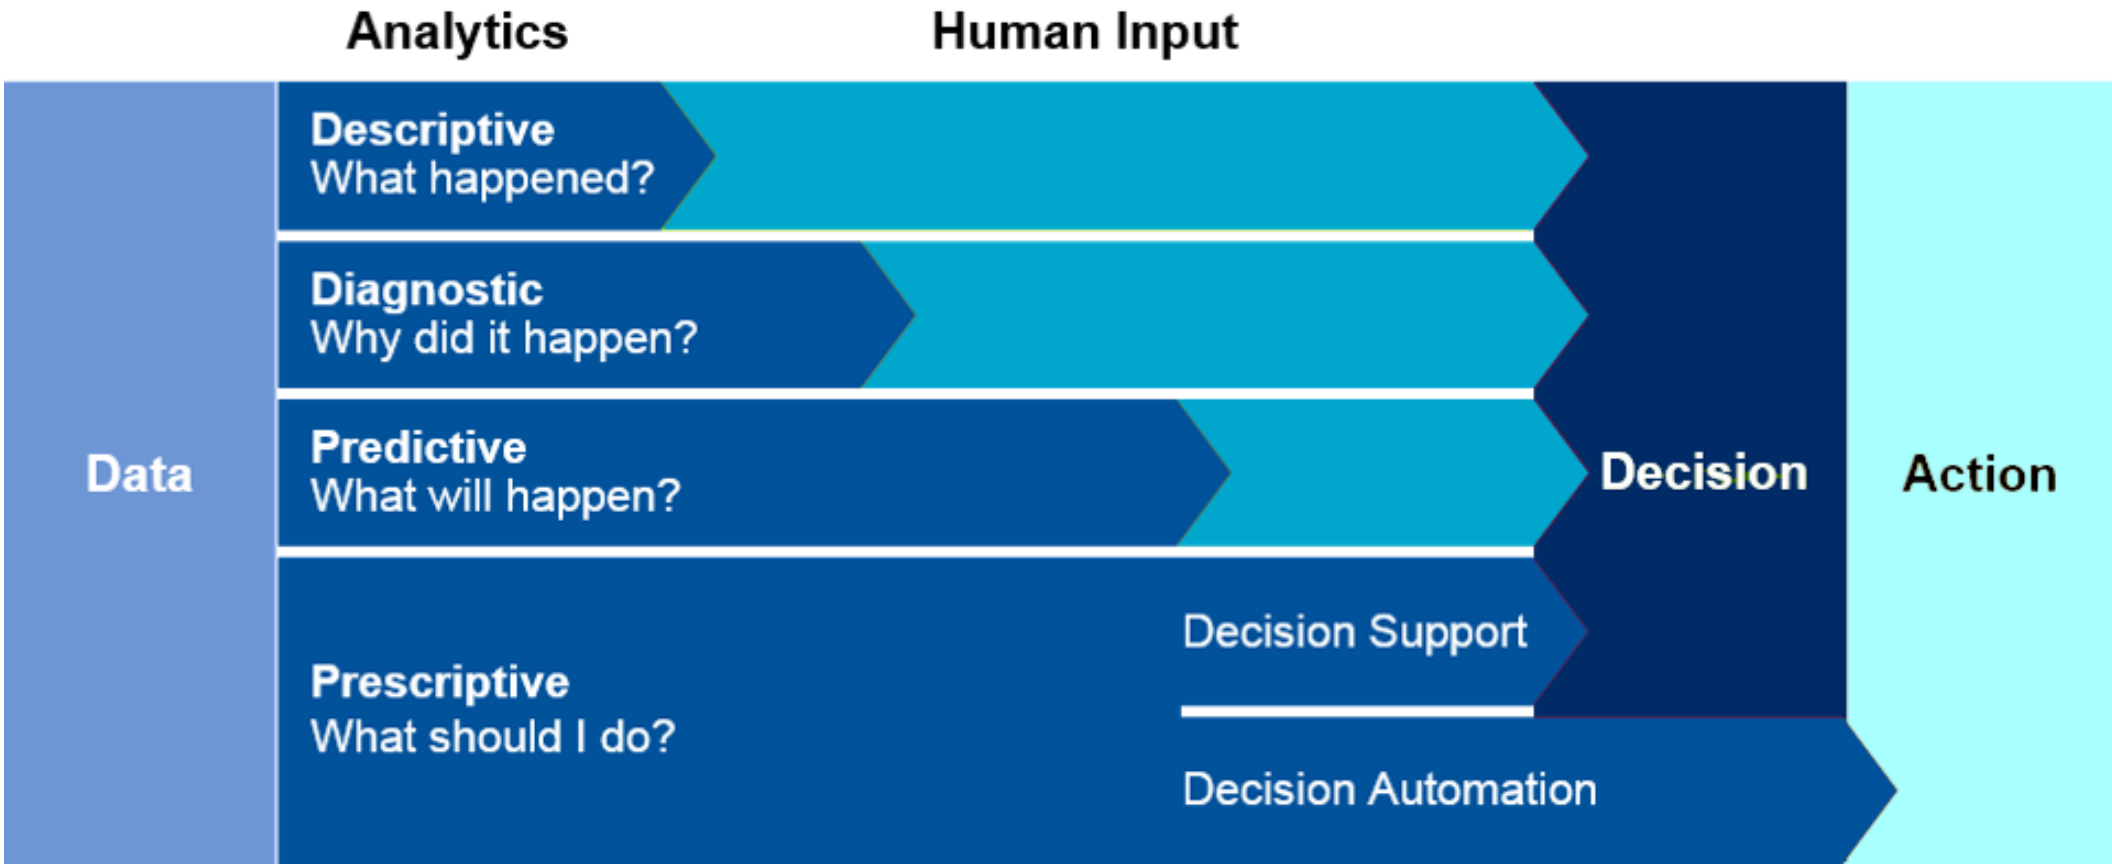 Analytics
Human Input
Data
Descriptive
What happened?
Diagnostic
Why did it happen?
Predictive
What will happen?
Prescriptive
What should I do?
Decision Support
Decision Automation
Decision
Action